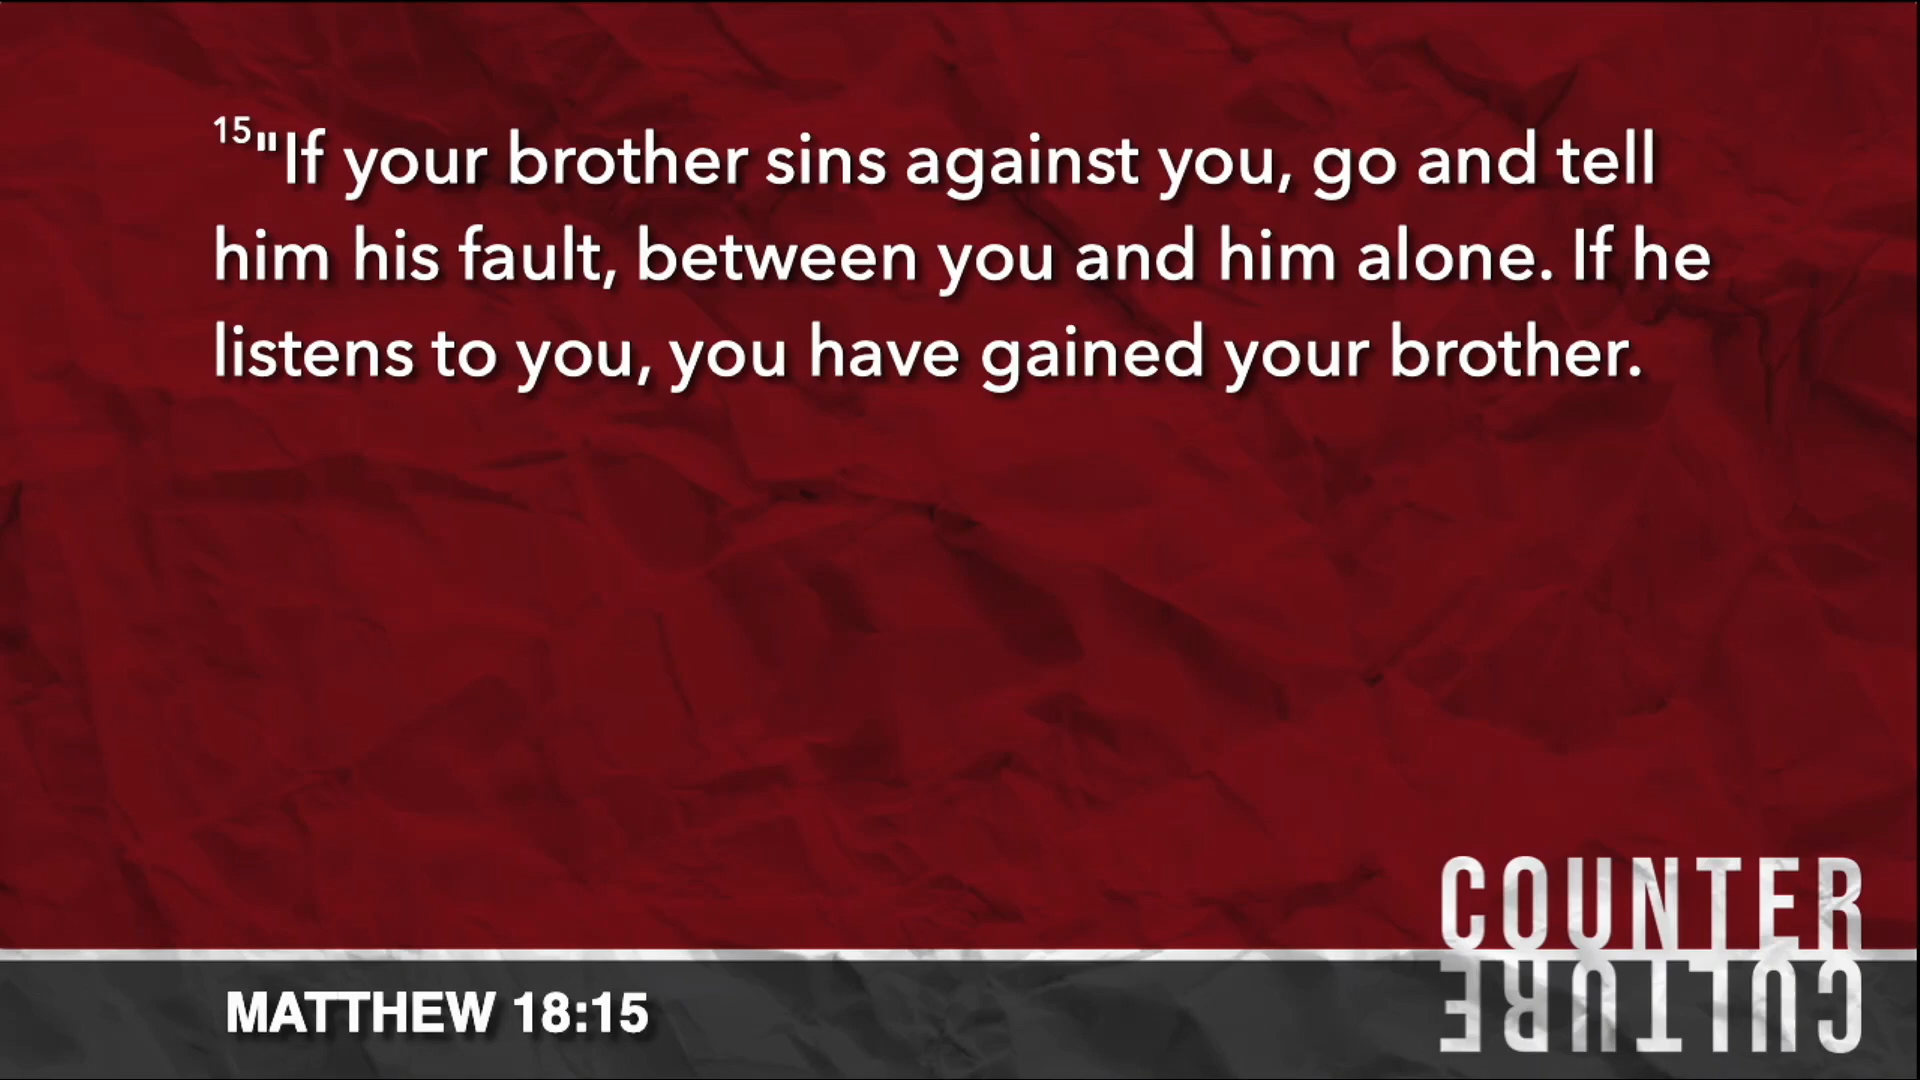 15"If your brother sins against you, go and tell
him his fault, between you and him alone. If he
listens to you, you have gained your brother.
COUNTER
CULTURE
MATTHEW 18:15